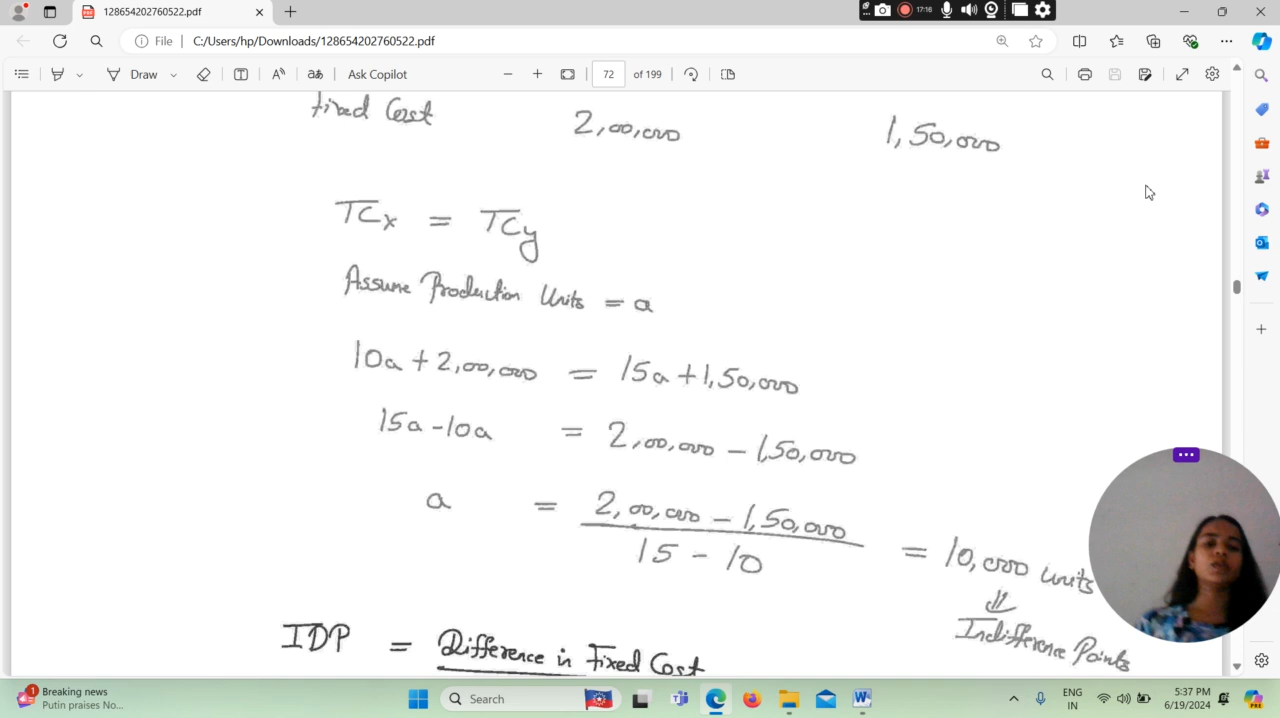 128654202760522.pdf
17:16
File C:/Users/hp/Downloads/128654202760522.pdf
Draw
aあ
Ask Copilot
72 of 199
Fixed Cost 2,00,000 1,50,000
TCx = TCy
Assume Production Units = a
10a + 2,00,000 = 15a + 1,50,000
15a - 10a = 2,00,000 - 1,50,000
a = 2,00,000 - 1,50,000
15 - 10
= 10,000 units
Indifference Points
IDP = Difference in Fixed Cost
1
Breaking news
Putin praises No...
Search
ENG
IN
5:37 PM
6/19/2024